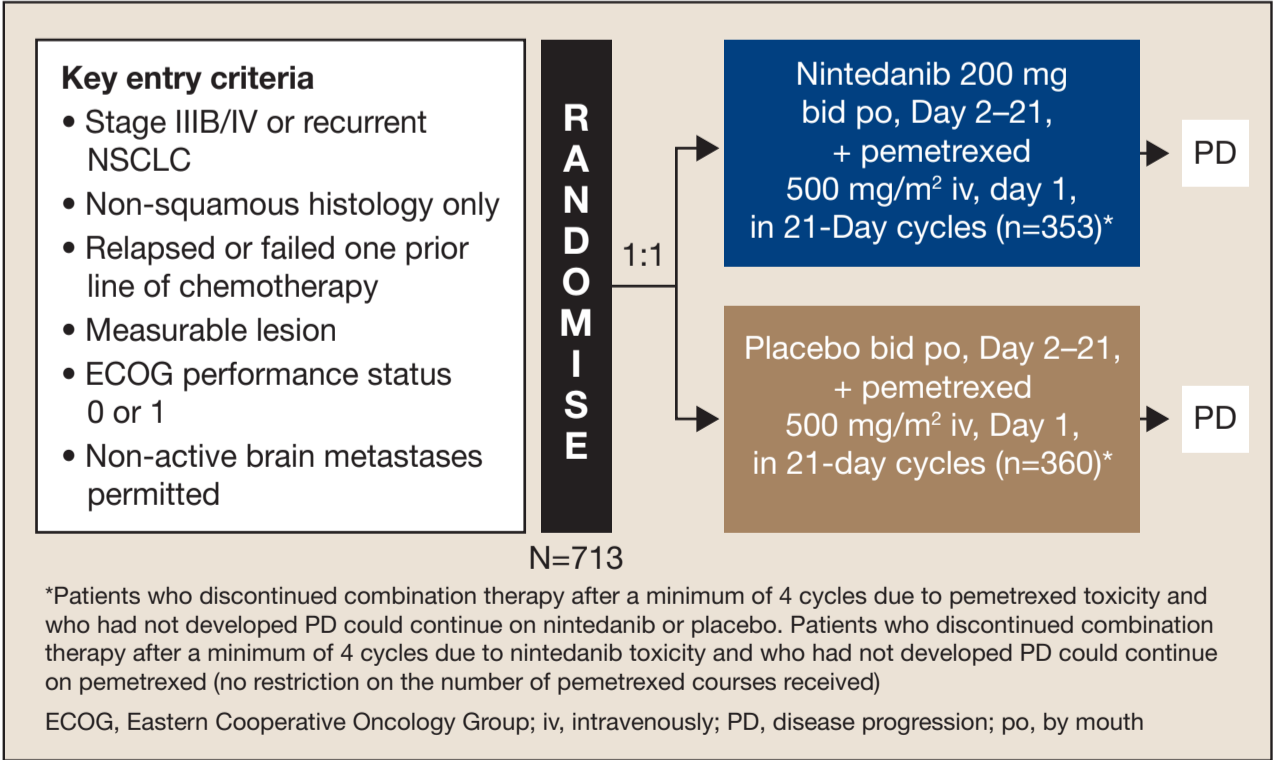 Key entry criteria
• Stage IIIB/IV or recurrent
NSCLC
• Non-squamous histology only
• Relapsed or failed one prior
line of chemotherapy
• Measurable lesion
• ECOG performance status
0 or 1
• Non-active brain metastases
permitted
RANDOMISE
N=713
1:1
Nintedanib 200 mg
bid po, Day 2–21,
+ pemetrexed
500 mg/m² iv, day 1,
in 21-Day cycles (n=353)*
PD
Placebo bid po, Day 2–21,
+ pemetrexed
500 mg/m² iv, Day 1,
in 21-day cycles (n=360)*
PD
*Patients who discontinued combination therapy after a minimum of 4 cycles due to pemetrexed toxicity and
who had not developed PD could continue on nintedanib or placebo. Patients who discontinued combination
therapy after a minimum of 4 cycles due to nintedanib toxicity and who had not developed PD could continue
on pemetrexed (no restriction on the number of pemetrexed courses received)
ECOG, Eastern Cooperative Oncology Group; iv, intravenously; PD, disease progression; po, by mouth